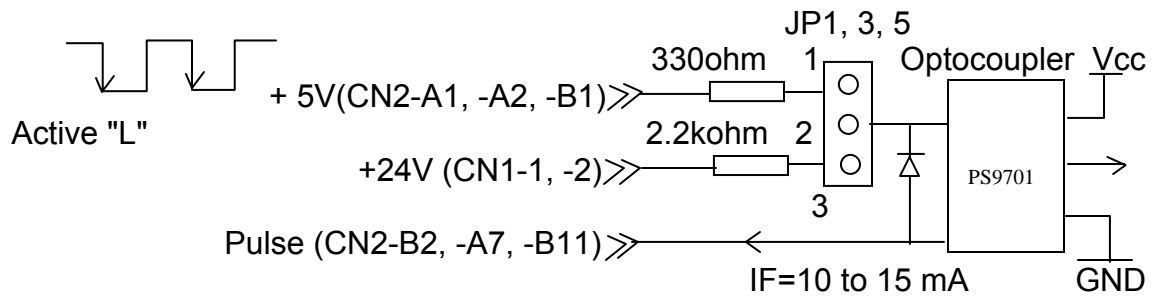 JP1, 3, 5
330ohm
1
Optocoupler
Vcc
+ 5V(CN2-A1, -A2, -B1)
Active "L"
2.2kohm
2
+24V (CN1-1, -2)
PS9701
3
Pulse (CN2-B2, -A7, -B11)
IF=10 to 15 mA
GND